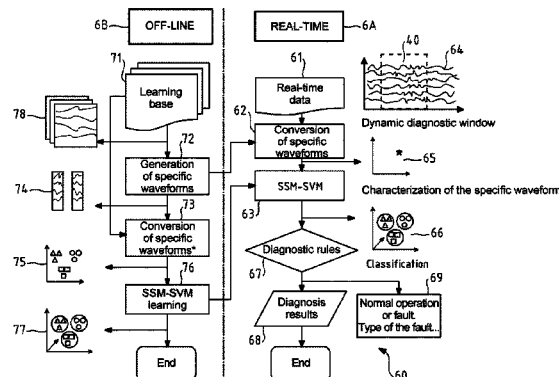 6B
OFF-LINE
REAL-TIME
6A
71
Learning
base
61
Real-time
data
40
64
Dynamic diagnostic window
78
72
Generation
of specific
waveforms
62
Conversion
of specific
waveforms
65
Characterization of the specific waveform
74
73
Conversion
of specific
waveforms*
SSM-SVM
63
75
76
SSM-SVM
learning
Diagnostic rules
67
66
Classification
77
Diagnosis
results
68
69
Normal operation
or fault.
Type of the fault...
End
End
60